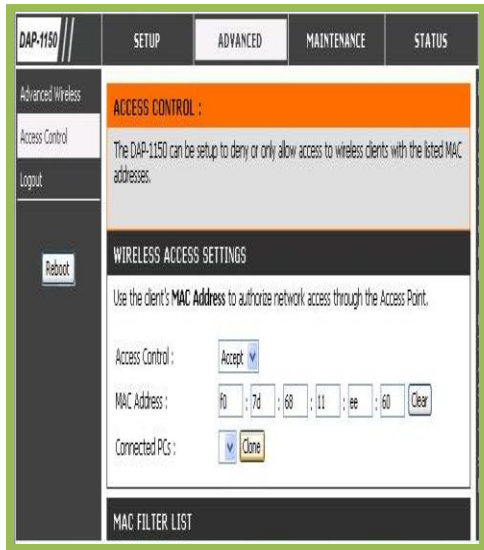 DAP-1150
SETUP
ADVANCED
MAINTENANCE
STATUS
Advanced Wireless
Access Control
Logout
Reboot
ACCESS CONTROL :
The DAP-1150 can be setup to deny or only allow access to wireless clients with the listed MAC
addresses.
WIRELESS ACCESS SETTINGS
Use the client's MAC Address to authorize network access through the Access Point.
Access Control : Accept
MAC Address : f0 : 7d : 68 : 11 : ee : 60 Clear
Connected PCs : Clone
MAC FILTER LIST